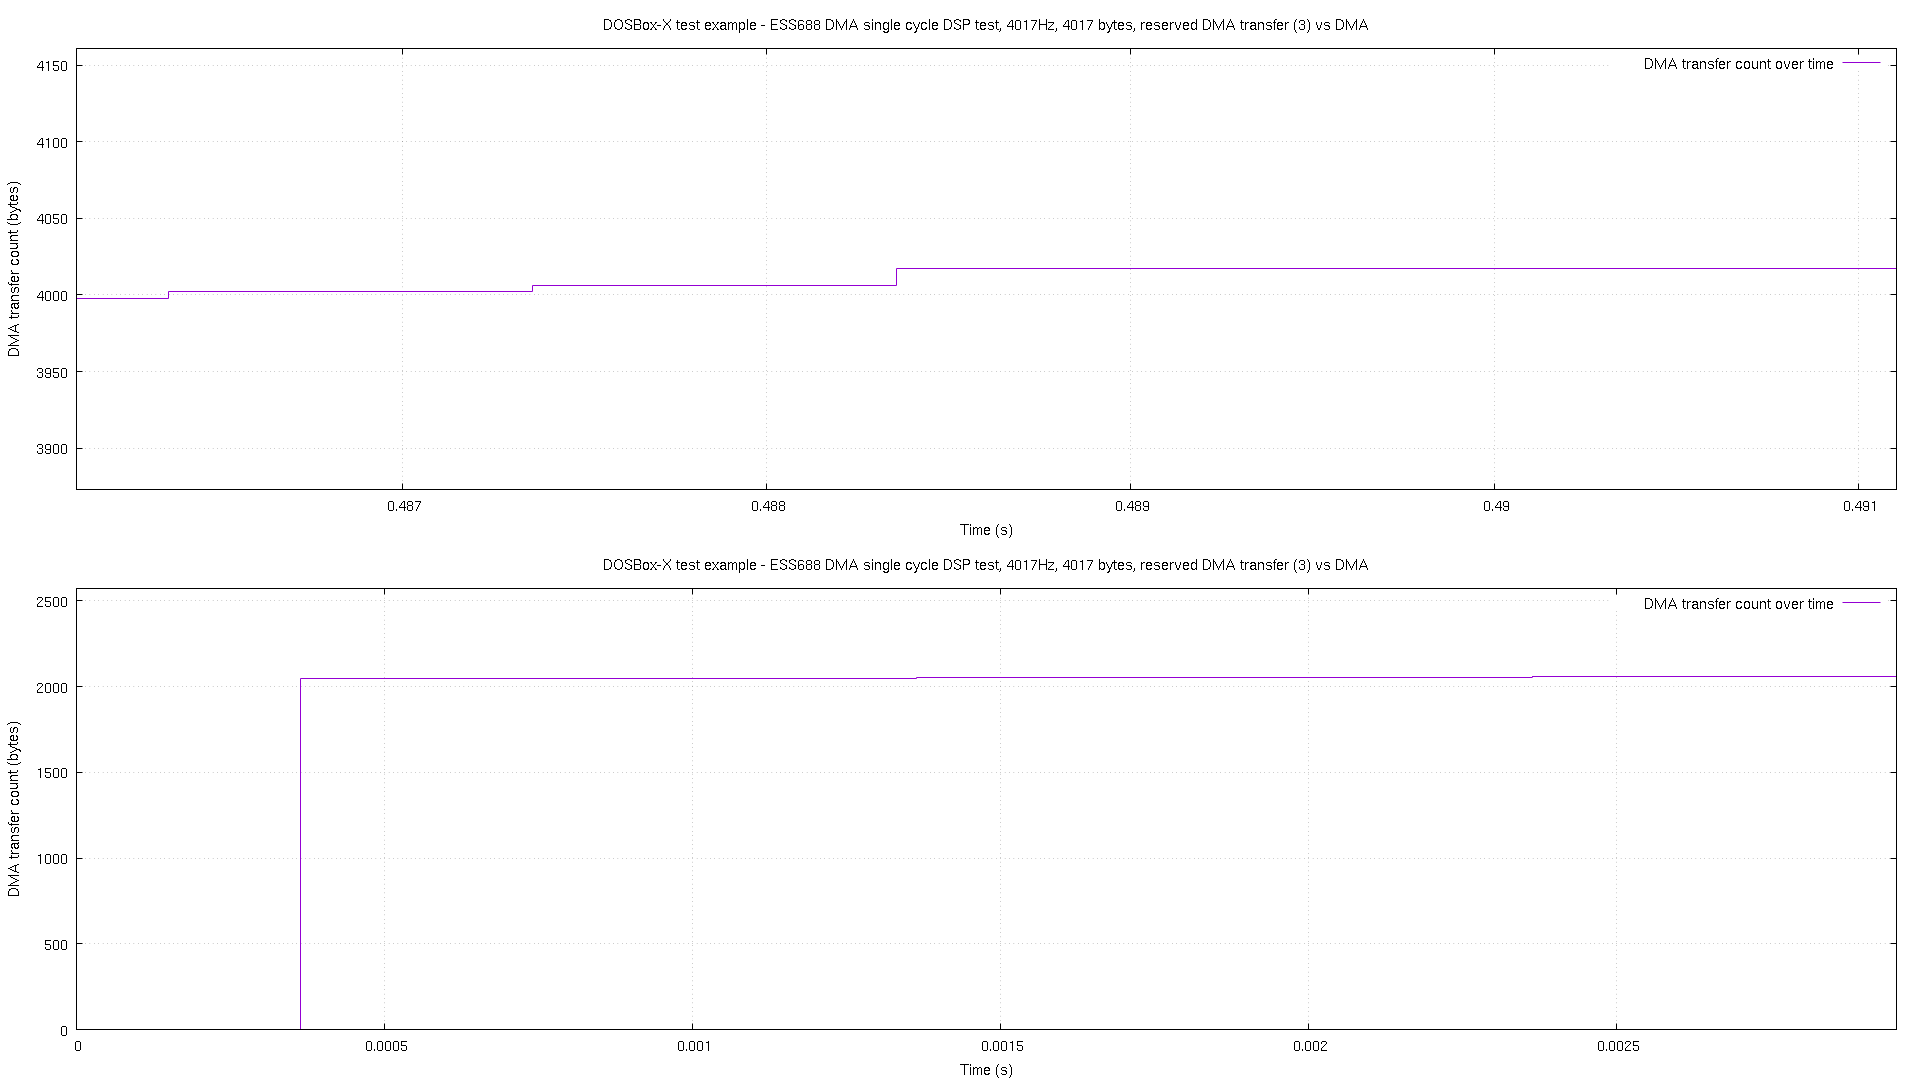 DOSBox-X test example - ESS688 DMA single cycle DSP test, 4017Hz, 4017 bytes, reserved DMA transfer (3) vs DMA
DMA transfer count over time
4150
4100
4050
4000
3950
3900
DMA transfer count (bytes)
0.487 0.488 0.489 0.49 0.491
Time (s)
DOSBox-X test example - ESS688 DMA single cycle DSP test, 4017Hz, 4017 bytes, reserved DMA transfer (3) vs DMA
DMA transfer count over time
2500
2000
1500
1000
500
0
DMA transfer count (bytes)
0 0.0005 0.001 0.0015 0.002 0.0025
Time (s)